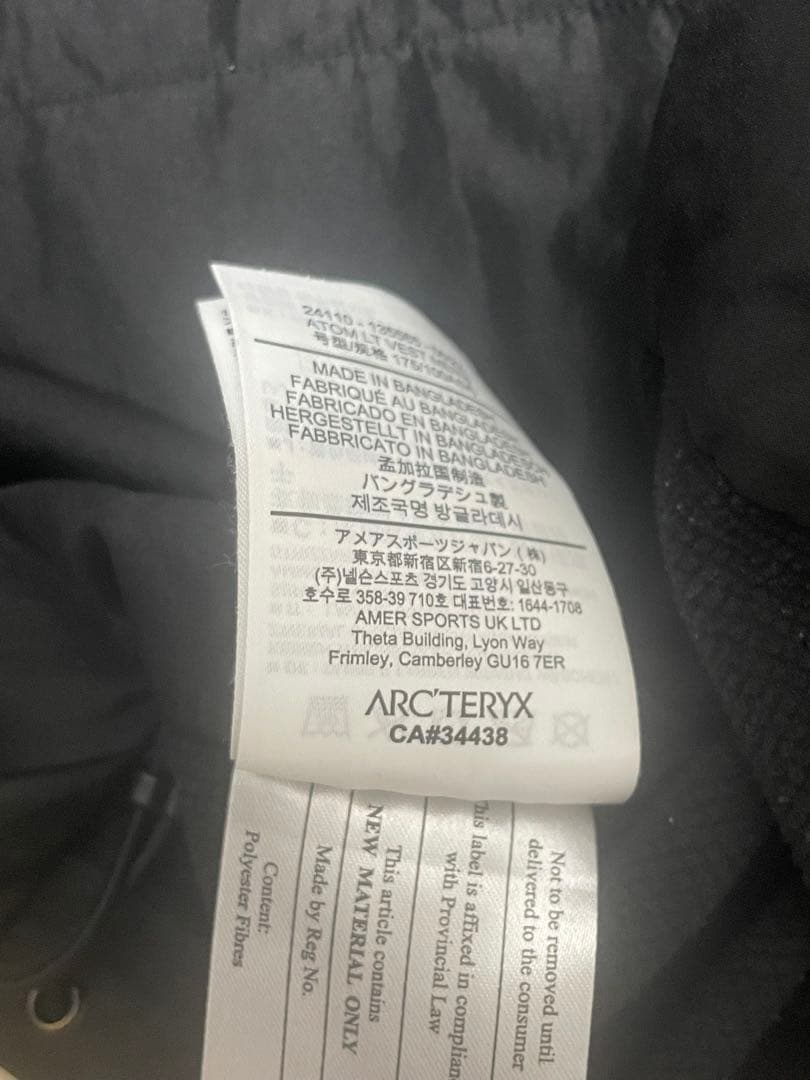 ATOM LT VEST
号型/规格
MADE IN BANGLADESH
FABRIQUÉ AU BANGLADESH
FABRICADO EN BANGLADESH
HERGESTELLT IN BANGLADESCH
FABBRICATO IN BANGLADESH
孟加拉国制造
バングラデシュ製
제조국명 방글라데시
アメアスポーツジャパン(株)
東京都新宿区新宿6-27-30
(주)넬슨스포츠 경기도 고양시 일산동구
호수로 358-39 710호 대표번호: 1644-1708
AMER SPORTS UK LTD
Theta Building, Lyon Way
Frimley, Camberley GU16 7ER
ARC'TERYX
CA#34438
Not to be removed until
delivered to the consumer
This label is affixed in
with Provincial Law
This article contains
NEW MATERIAL ONLY
Made by Reg No.
Content:
Polyester Fibres